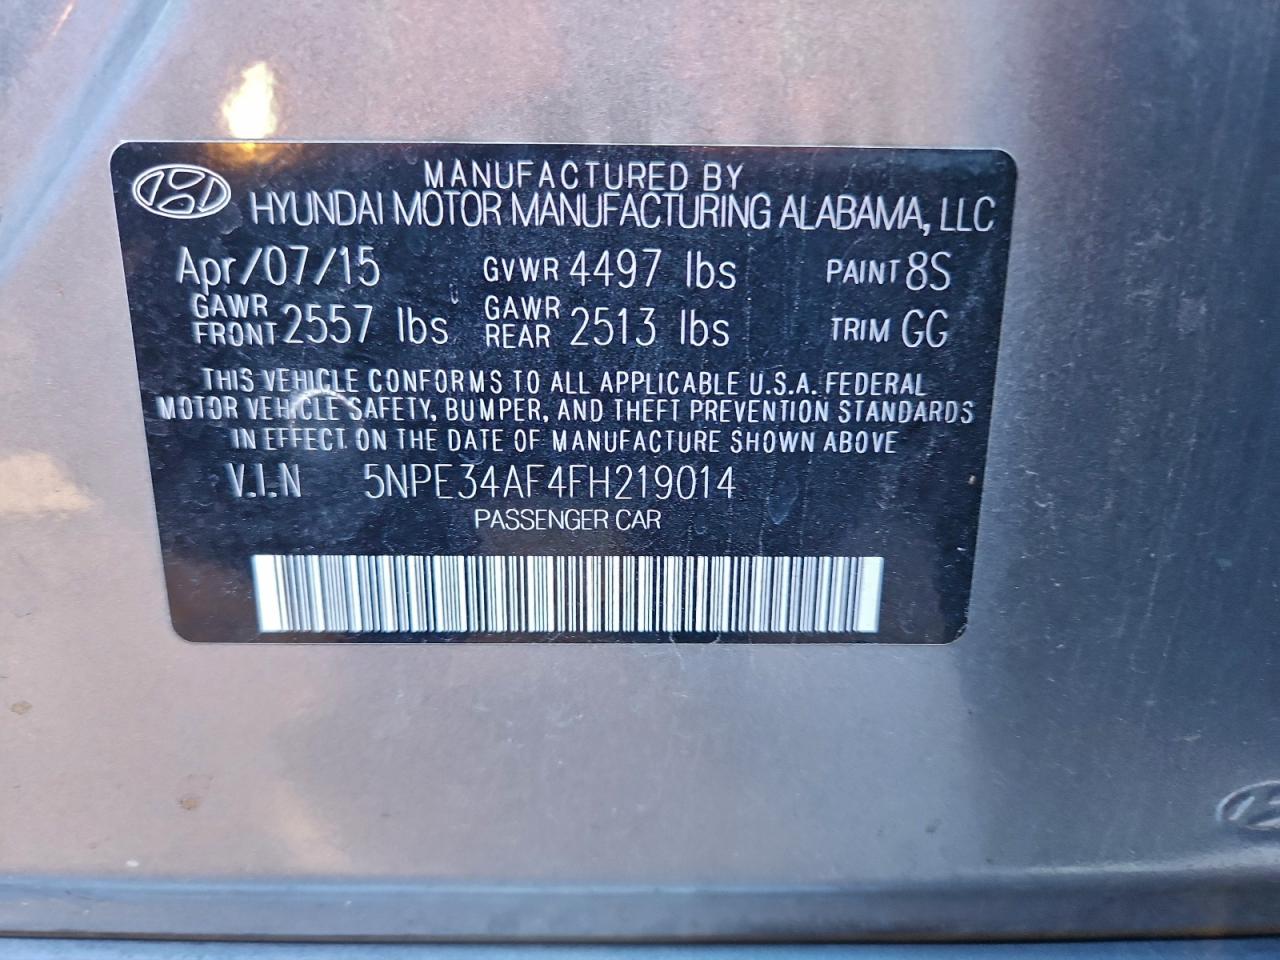 MANUFACTURED BY
HYUNDAI MOTOR MANUFACTURING ALABAMA, LLC
Apr/07/15 GVWR 4497 lbs PAINT 8S
GAWR FRONT 2557 lbs GAWR REAR 2513 lbs TRIM GG
THIS VEHICLE CONFORMS TO ALL APPLICABLE U.S.A. FEDERAL
MOTOR VEHICLE SAFETY, BUMPER, AND THEFT PREVENTION STANDARDS
IN EFFECT ON THE DATE OF MANUFACTURE SHOWN ABOVE
V.I.N 5NPE34AF4FH219014
PASSENGER CAR